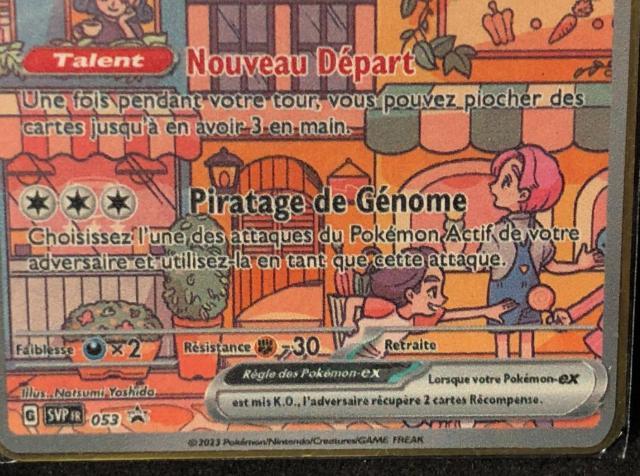 Talent Nouveau Départ
Une fois pendant votre tour, vous pouvez piocher des
cartes jusqu'à en avoir 3 en main.
Piratage de Génome
Choisissez l'une des attaques du Pokémon Actif de votre
adversaire et utilisez-la en tant que cette attaque.
Faiblesse ×2 Résistance -30 Retraite
Règle des Pokémon-ex Lorsque votre Pokémon-ex
est mis K.O., l'adversaire récupère 2 cartes Récompense.
Illus. Natsumi Yoshida
G SVP FR 053
©2023 Pokémon/Nintendo/Creatures/GAME FREAK